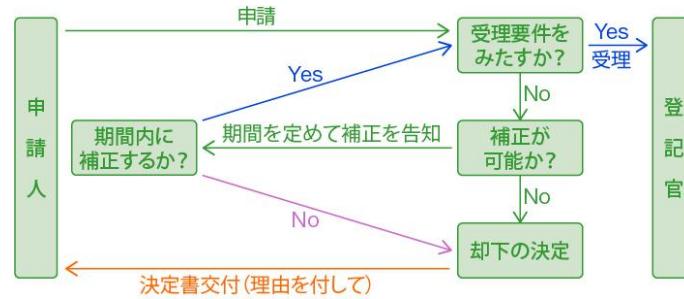 申請
受理要件を
みたすか？
Yes
受理
申請人
Yes
No
登記官
期間内に
補正するか？
期間を定めて補正を告知
補正が
可能か？
No
No
却下の決定
決定書交付（理由を付して）